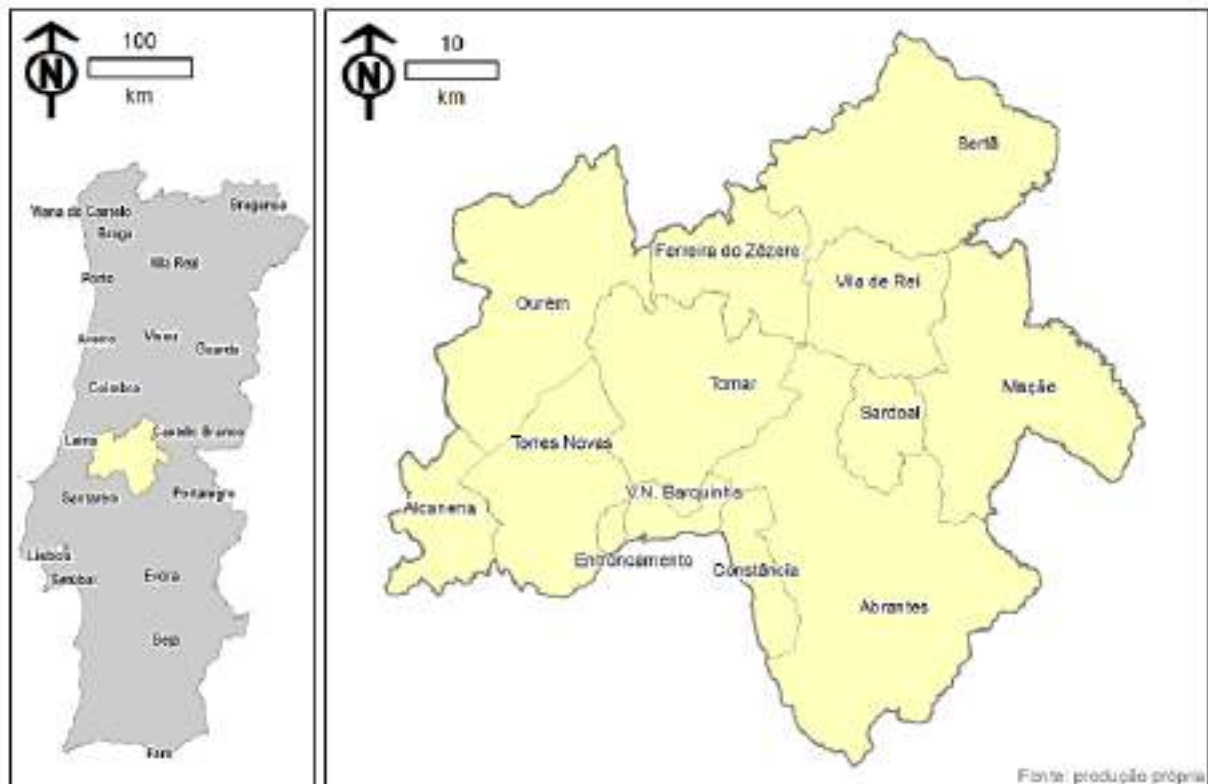 N
100
km
Viana do Castelo
Bragança
Braga
Vila Real
Porto
Aveiro
Viseu
Guarda
Coimbra
Leiria
Castelo Branco
Santarém
Portalegre
Lisboa
Setúbal
Évora
Beja
Faro
N
10
km
Sertã
Ferreira do Zêzere
Vila de Rei
Ourém
Tomar
Mação
Sardoal
Torres Novas
V.N. Barquinha
Alcanena
Entroncamento
Constância
Abrantes
Fonte: produção própria